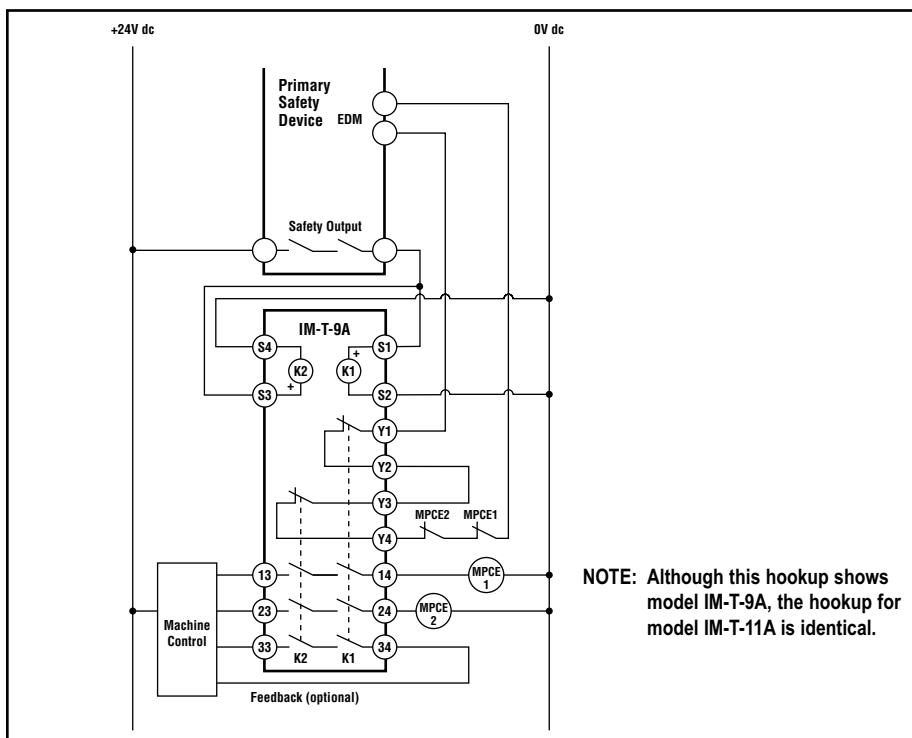 +24V dc
0V dc
Primary
Safety
Device
EDM
Safety Output
IM-T-9A
S4
K2
+
S3
+
S1
K1
S2
Y1
Y2
Y3
Y4
MPCE2
MPCE1
13
14
MPCE
1
23
24
MPCE
2
33
34
K2
K1
Machine
Control
Feedback (optional)
NOTE: Although this hookup shows
model IM-T-9A, the hookup for
model IM-T-11A is identical.